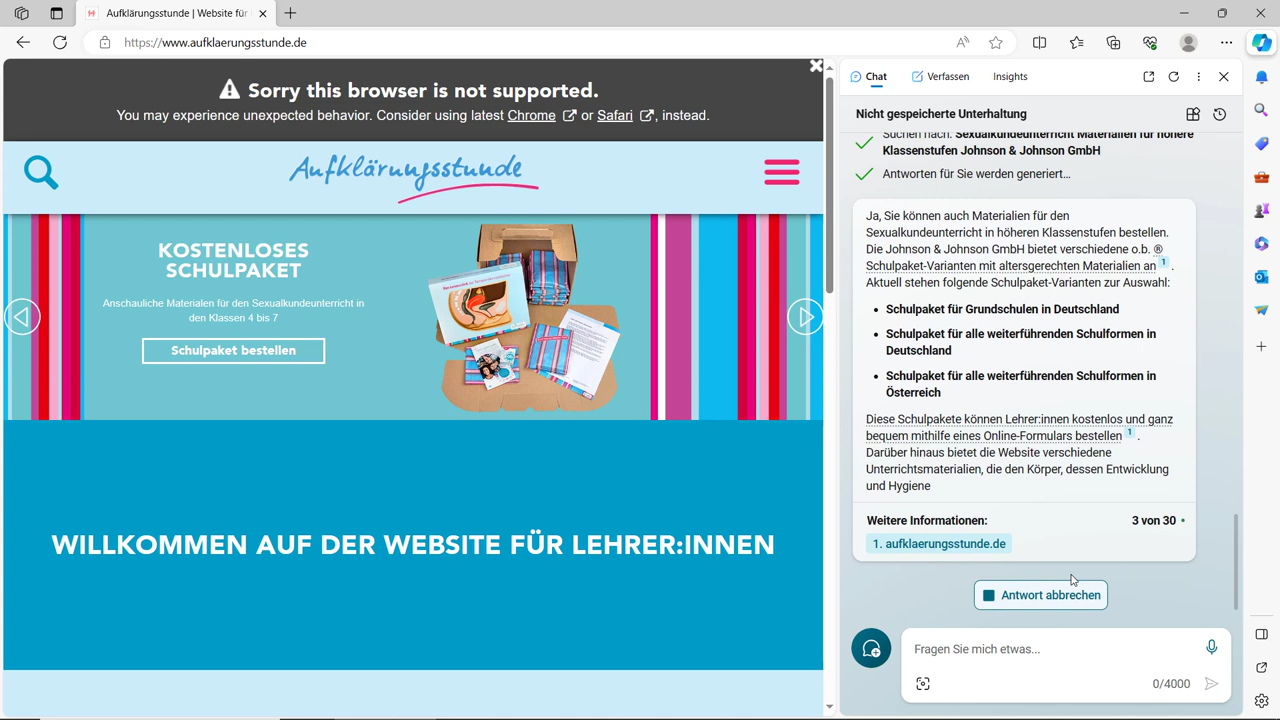 Aufklärungsstunde | Website für
https://www.aufklaerungsstunde.de
Sorry this browser is not supported.
You may experience unexpected behavior. Consider using latest Chrome or Safari, instead.
Aufklärungsstunde
KOSTENLOSES
SCHULPAKET
Anschauliche Materialien für den Sexualkundeunterricht in
den Klassen 4 bis 7
Schulpaket bestellen
WILLKOMMEN AUF DER WEBSITE FÜR LEHRER:INNEN
Chat
Verfassen
Insights
Nicht gespeicherte Unterhaltung
Suchen nach: Sexualkundeunterricht Materialien für höhere
Klassenstufen Johnson & Johnson GmbH
Antworten für Sie werden generiert...
Ja, Sie können auch Materialien für den
Sexualkundeunterricht in höheren Klassenstufen bestellen.
Die Johnson & Johnson GmbH bietet verschiedene o.b. ®
Schulpaket-Varianten mit altersgerechten Materialien an 1 .
Aktuell stehen folgende Schulpaket-Varianten zur Auswahl:
• Schulpaket für Grundschulen in Deutschland
• Schulpaket für alle weiterführenden Schulformen in
Deutschland
• Schulpaket für alle weiterführenden Schulformen in
Österreich
Diese Schulpakete können Lehrer:innen kostenlos und ganz
bequem mithilfe eines Online-Formulars bestellen 1 .
Darüber hinaus bietet die Website verschiedene
Unterrichtsmaterialien, die den Körper, dessen Entwicklung
und Hygiene
Weitere Informationen: 3 von 30
1. aufklaerungsstunde.de
Antwort abbrechen
Fragen Sie mich etwas...
0/4000